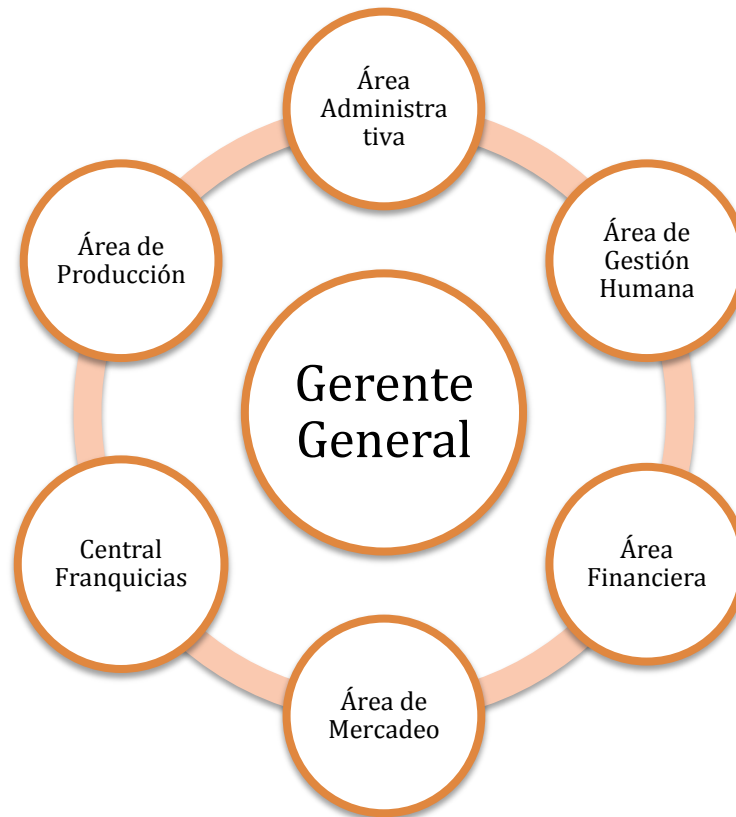 Área
Administra
tiva
Área de
Gestión
Humana
Área
Financiera
Área de
Mercadeo
Central
Franquicias
Área de
Producción
Gerente
General